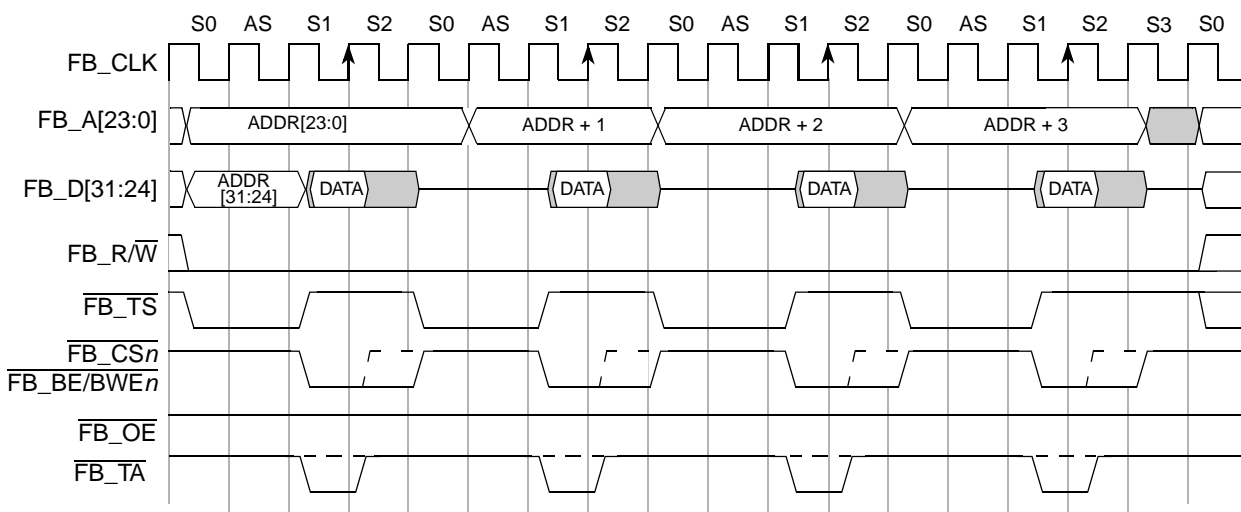 S0 AS S1 S2 S0 AS S1 S2 S0 AS S1 S2 S0 AS S1 S2 S3 S0
FB_CLK
FB_A[23:0] ADDR[23:0] ADDR + 1 ADDR + 2 ADDR + 3
FB_D[31:24] ADDR [31:24] DATA DATA DATA DATA
FB_R/W
FB_TS
FB_CSn
FB_BE/BWEn
FB_OE
FB_TA